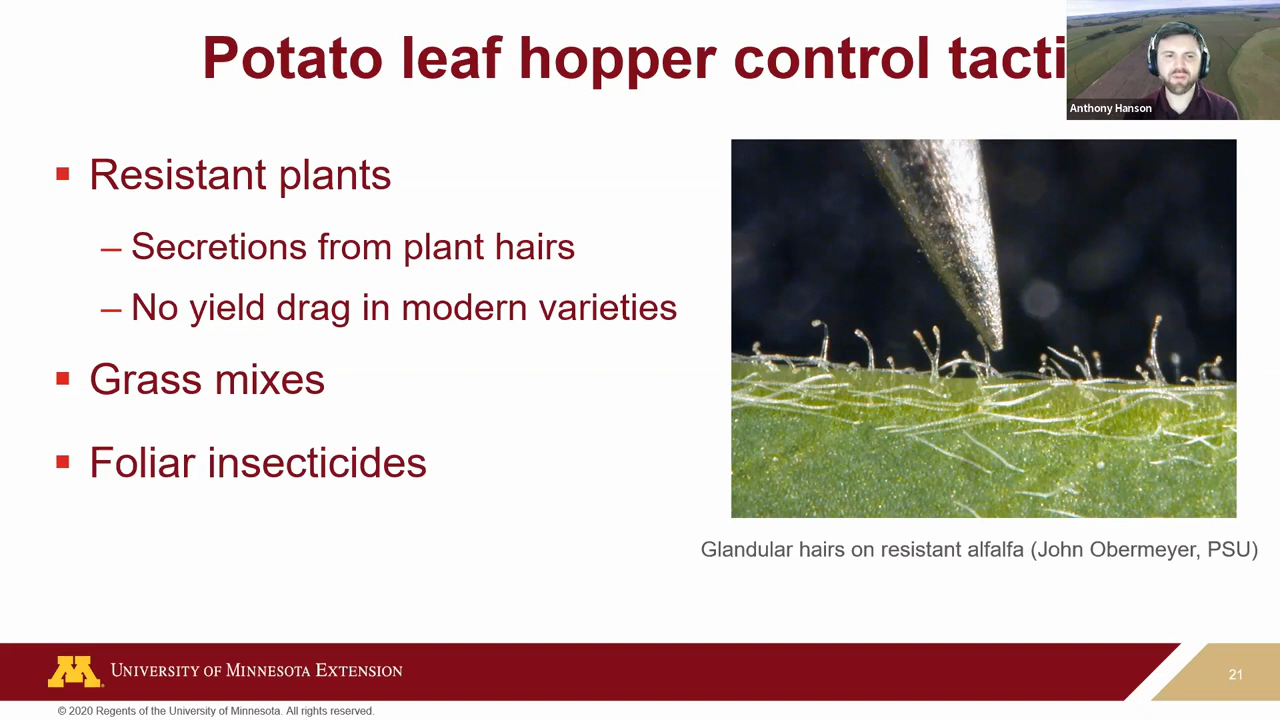 Potato leaf hopper control tacti
Anthony Hanson
▪ Resistant plants
– Secretions from plant hairs
– No yield drag in modern varieties
▪ Grass mixes
▪ Foliar insecticides
Glandular hairs on resistant alfalfa (John Obermeyer, PSU)
M
UNIVERSITY OF MINNESOTA EXTENSION
21
© 2020 Regents of the University of Minnesota. All rights reserved.